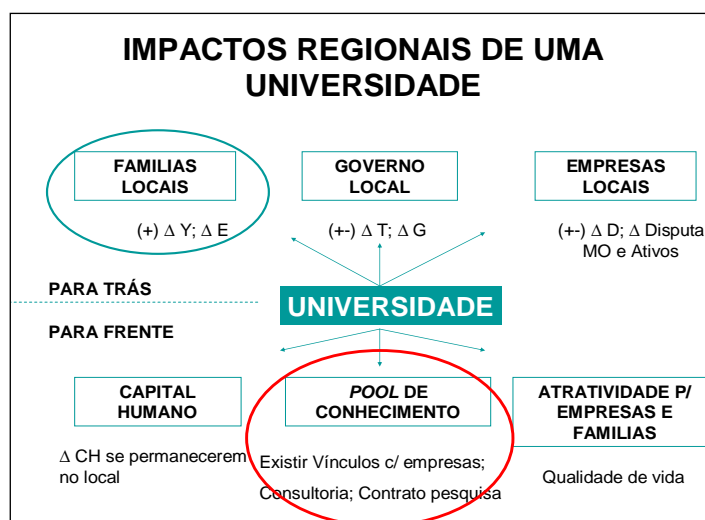 IMPACTOS REGIONAIS DE UMA
UNIVERSIDADE
FAMILIAS
LOCAIS
GOVERNO
LOCAL
EMPRESAS
LOCAIS
(+) ∆ Y; ∆ E
(+-) ∆ T; ∆ G
(+-) ∆ D; ∆ Disputa
MO e Ativos
PARA TRÁS
UNIVERSIDADE
PARA FRENTE
CAPITAL
HUMANO
POOL DE
CONHECIMENTO
ATRATIVIDADE P/
EMPRESAS E
FAMILIAS
∆ CH se permanecerem
no local
Existir Vínculos c/ empresas;
Consultoria; Contrato pesquisa
Qualidade de vida